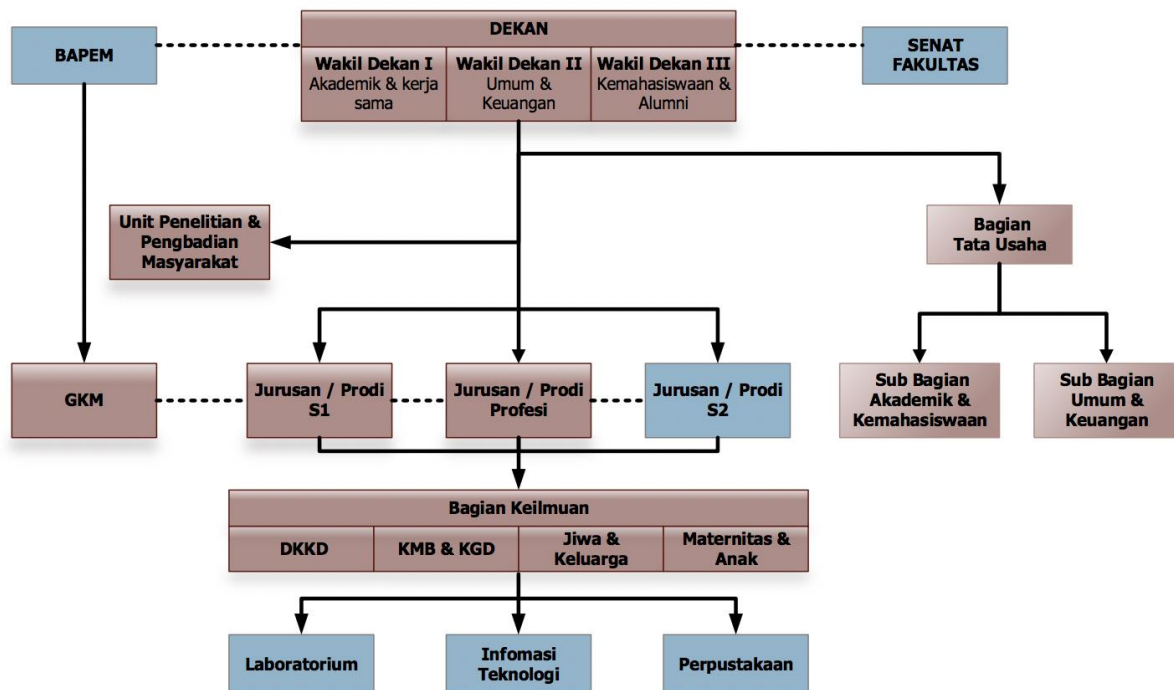 DEKAN
BAPEM
SENAT
FAKULTAS
Wakil Dekan I
Akademik & kerja
sama
Wakil Dekan II
Umum &
Keuangan
Wakil Dekan III
Kemahasiswaan &
Alumni
Unit Penelitian &
Pengbadian
Masyarakat
Bagian
Tata Usaha
GKM
Jurusan / Prodi
S1
Jurusan / Prodi
Profesi
Jurusan / Prodi
S2
Sub Bagian
Akademik &
Kemahasiswaan
Sub Bagian
Umum &
Keuangan
Bagian Keilmuan
DKKD
KMB & KGD
Jiwa &
Keluarga
Maternitas &
Anak
Laboratorium
Infomasi
Teknologi
Perpustakaan